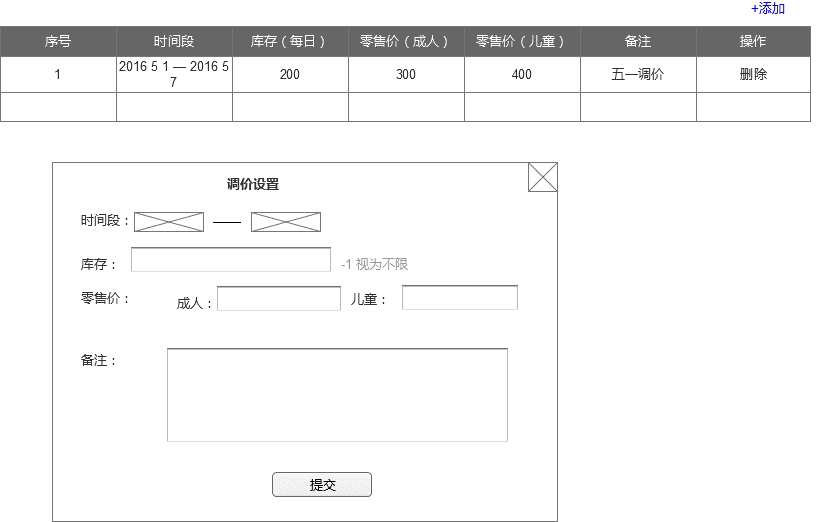 +添加
序号 时间段 库存（每日） 零售价（成人） 零售价（儿童） 备注 操作
1 2016 5 1 — 2016 5 7 200 300 400 五一调价 删除
调价设置
时间段：
库存： -1 视为不限
零售价： 成人： 儿童：
备注：
提交